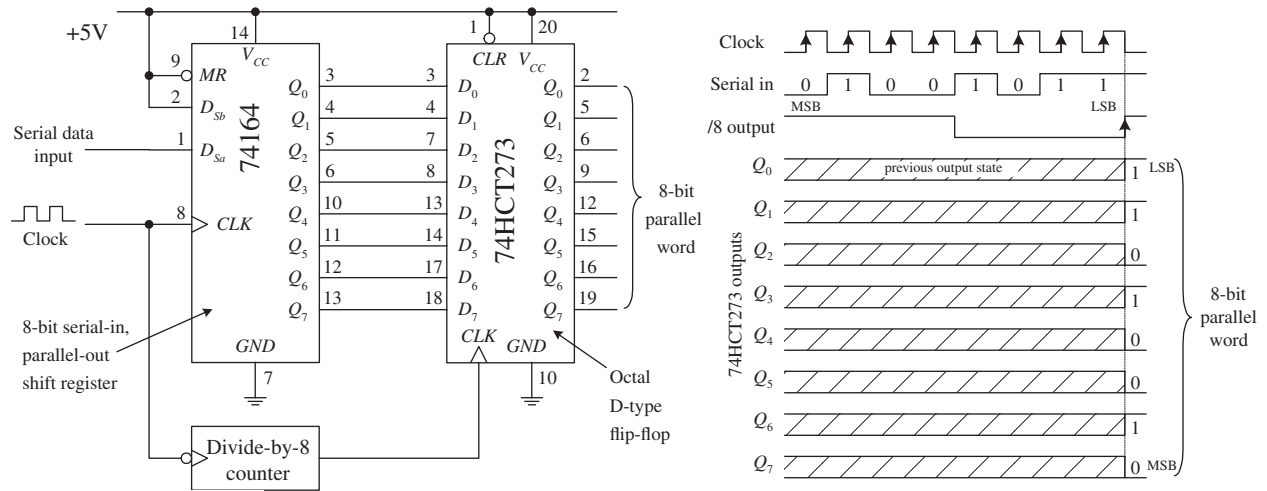 +5V
14
V_CC
1
CLR
20
V_CC
9
MR
2
D_Sb
Serial data
input
1
D_Sa
8
CLK
Clock
74164
Q_0 3
Q_1 4
Q_2 5
Q_3 6
Q_4 10
Q_5 11
Q_6 12
Q_7 13
GND
7
8-bit serial-in,
parallel-out
shift register
3 D_0
4 D_1
7 D_2
8 D_3
13 D_4
14 D_5
17 D_6
18 D_7
74HCT273
CLK
GND
10
Q_0 2
Q_1 5
Q_2 6
Q_3 9
Q_4 12
Q_5 15
Q_6 16
Q_7 19
8-bit
parallel
word
Octal
D-type
flip-flop
Divide-by-8
counter
Clock
Serial in 0 1 0 0 1 0 1 1
MSB LSB
/8 output
74HCT273 outputs
Q_0 previous output state 1 LSB
Q_1 1
Q_2 0
Q_3 1
Q_4 0
Q_5 0
Q_6 1
Q_7 0 MSB
8-bit
parallel
word